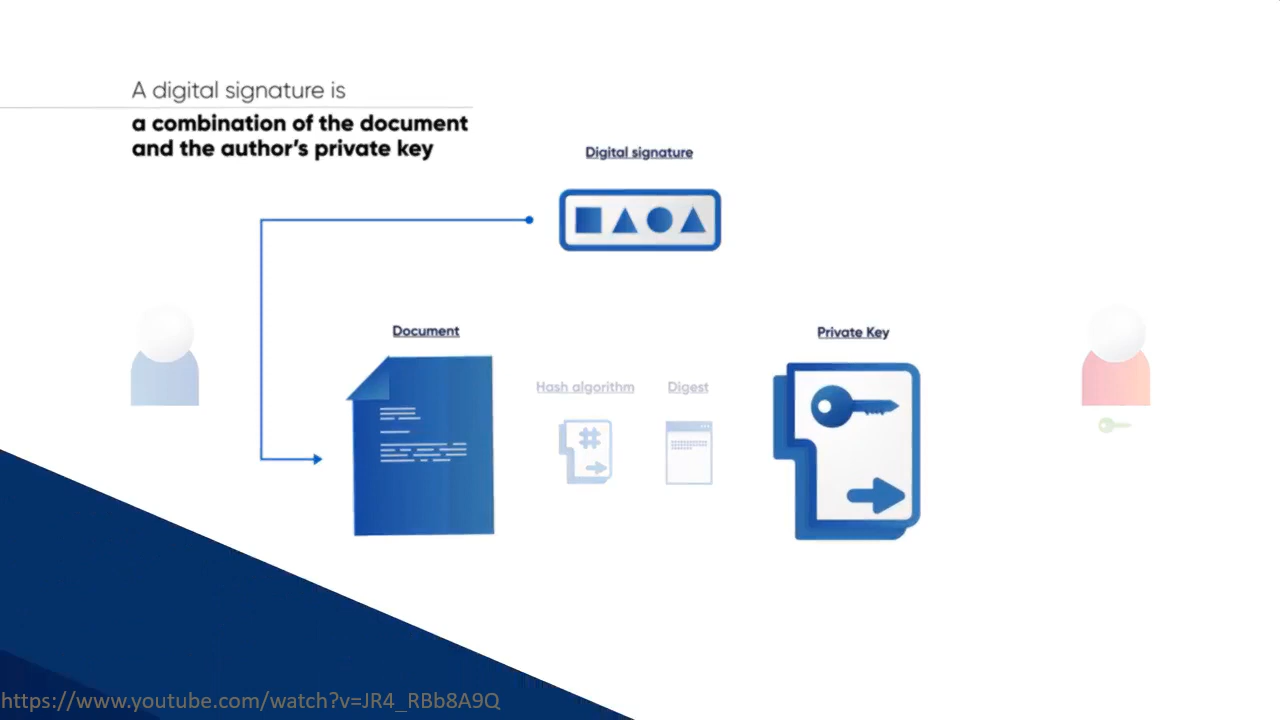 A digital signature is
a combination of the document
and the author's private key
Digital signature
Document
Private Key
Hash algorithm
Digest
https://www.youtube.com/watch?v=JR4_RBb8A9Q